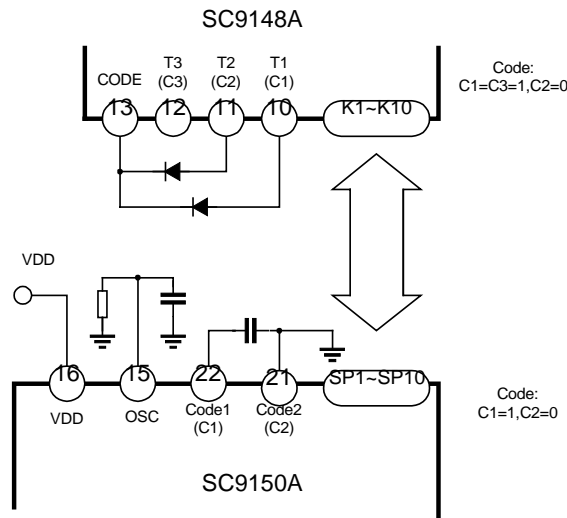 SC9148A
CODE
T3
(C3)
T2
(C2)
T1
(C1)
13
12
11
10
K1~K10
Code:
C1=C3=1,C2=0
VDD
16
15
22
21
SP1~SP10
VDD
OSC
Code1
(C1)
Code2
(C2)
Code:
C1=1,C2=0
SC9150A